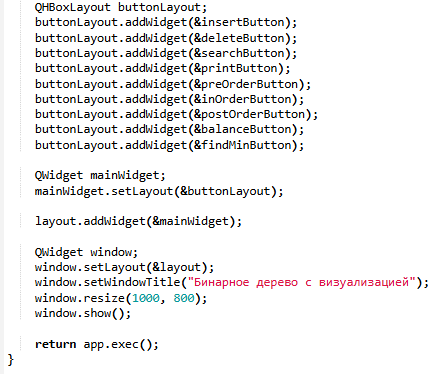 QHBoxLayout buttonLayout;
buttonLayout.addWidget(&insertButton);
buttonLayout.addWidget(&deleteButton);
buttonLayout.addWidget(&searchButton);
buttonLayout.addWidget(&printButton);
buttonLayout.addWidget(&preOrderButton);
buttonLayout.addWidget(&inOrderButton);
buttonLayout.addWidget(&postOrderButton);
buttonLayout.addWidget(&balanceButton);
buttonLayout.addWidget(&findMinButton);

QWidget mainWidget;
mainWidget.setLayout(&buttonLayout);

layout.addWidget(&mainWidget);

QWidget window;
window.setLayout(&layout);
window.setWindowTitle("Бинарное дерево с визуализацией");
window.resize(1000, 800);
window.show();

return app.exec();
}